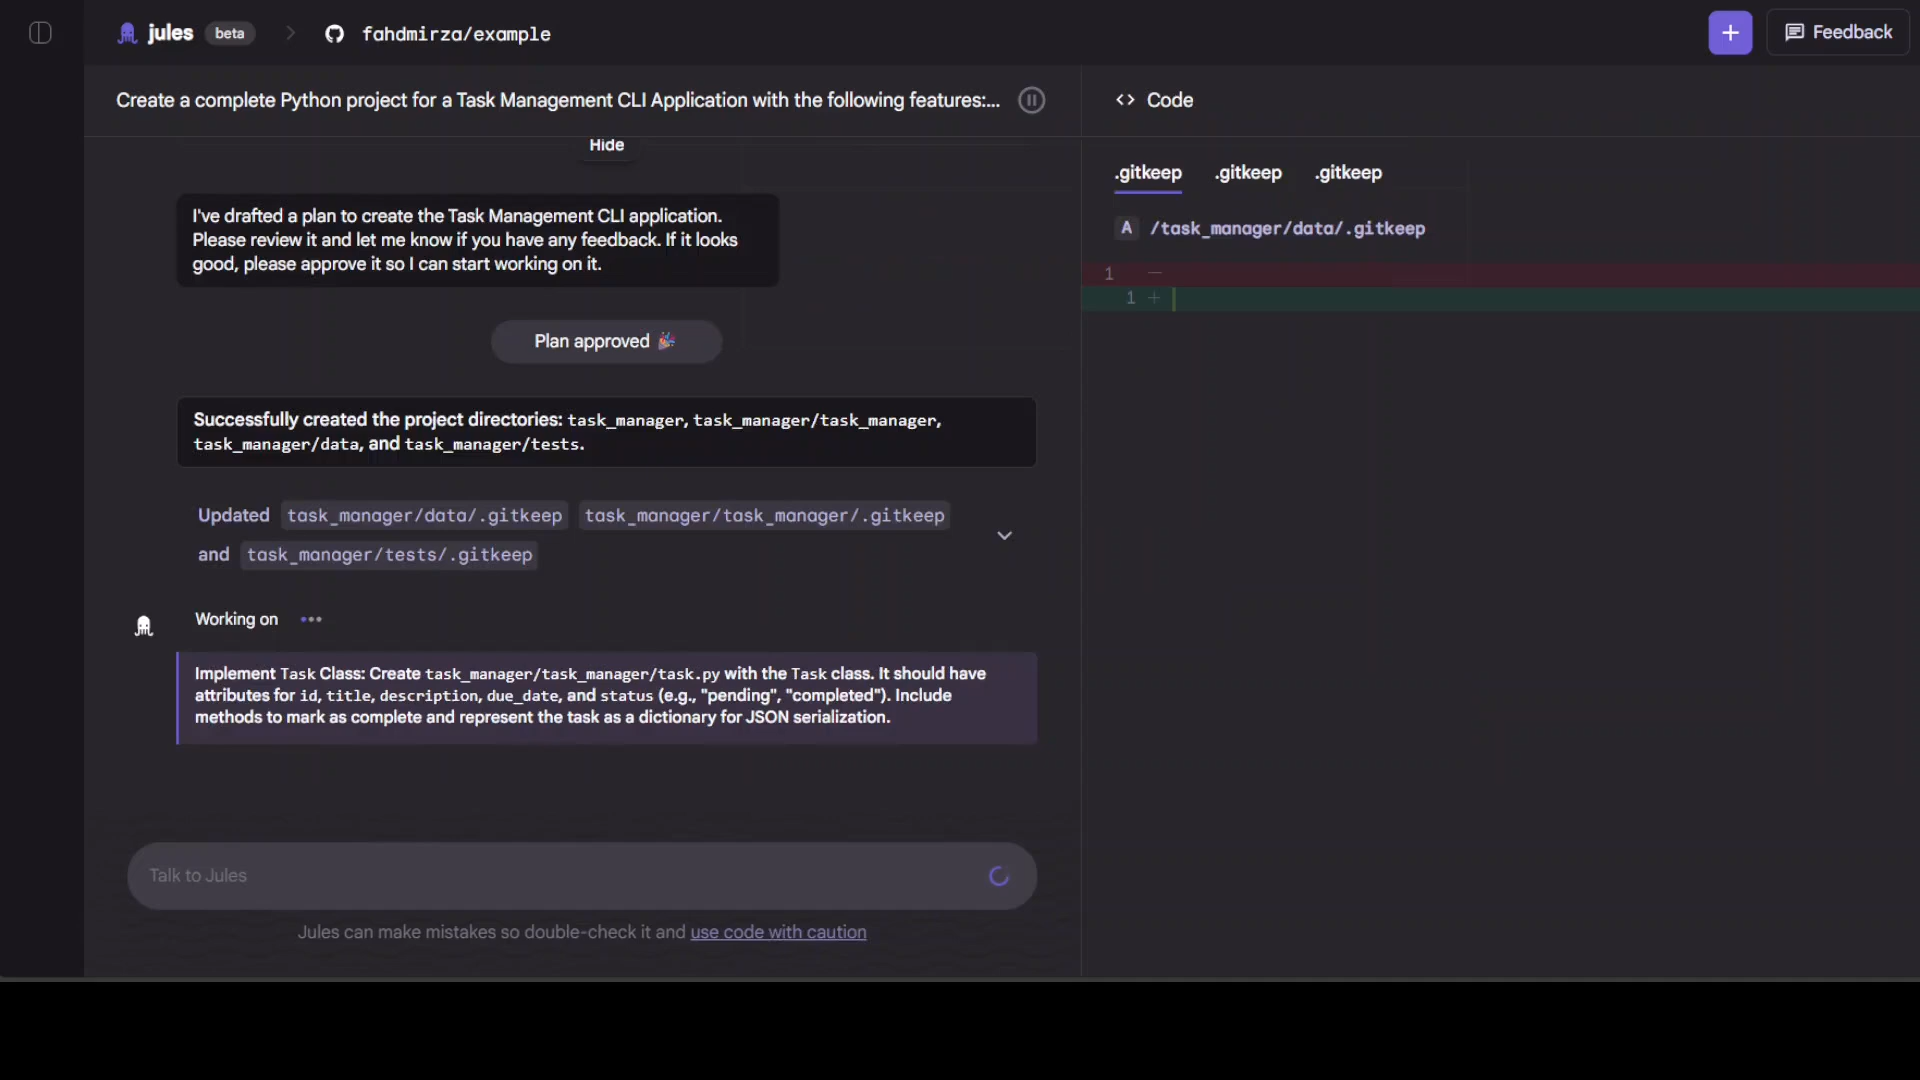 jules beta fahdmirza/example
+ Feedback
Create a complete Python project for a Task Management CLI Application with the following features:...
Hide
I've drafted a plan to create the Task Management CLI application.
Please review it and let me know if you have any feedback. If it looks
good, please approve it so I can start working on it.
Plan approved 🎉
Successfully created the project directories: task_manager, task_manager/task_manager,
task_manager/data, and task_manager/tests.
Updated task_manager/data/.gitkeep task_manager/task_manager/.gitkeep
and task_manager/tests/.gitkeep
Working on
Implement Task Class: Create task_manager/task_manager/task.py with the Task class. It should have
attributes for id, title, description, due_date, and status (e.g., "pending", "completed"). Include
methods to mark as complete and represent the task as a dictionary for JSON serialization.
Talk to Jules
Jules can make mistakes so double-check it and use code with caution
<> Code
.gitkeep .gitkeep .gitkeep
A /task_manager/data/.gitkeep
1 —
1 +